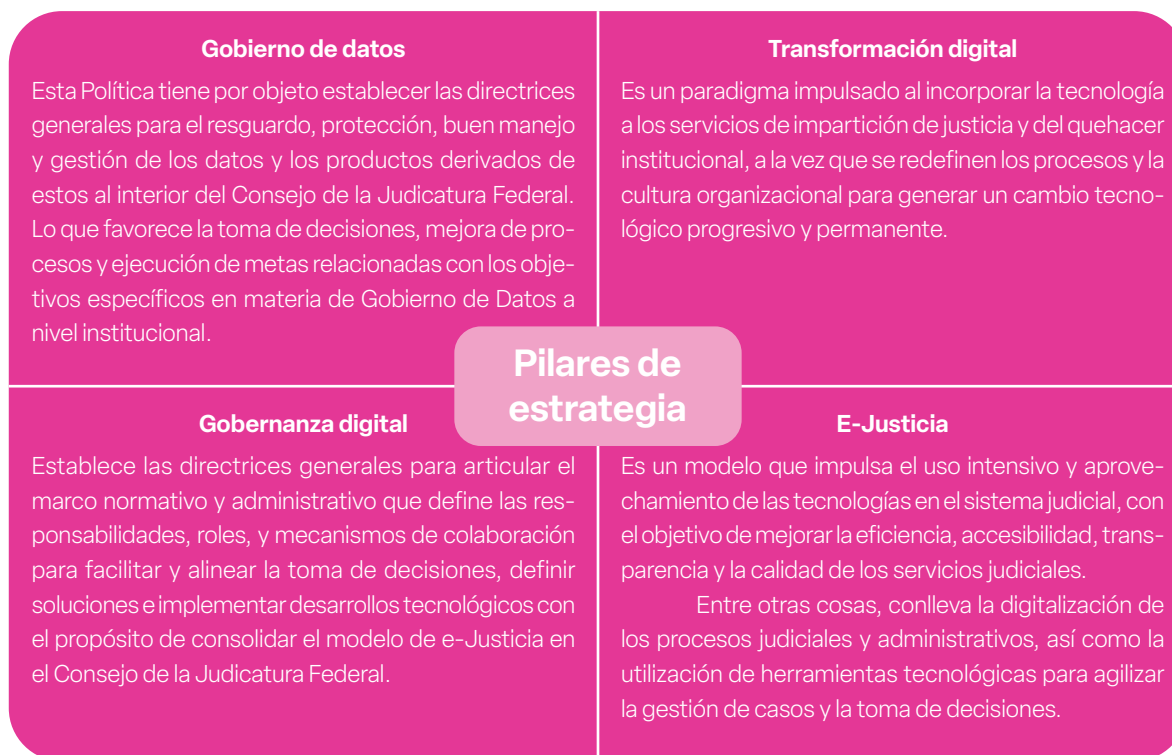 Gobierno de datos
Esta Política tiene por objeto establecer las directrices
generales para el resguardo, protección, buen manejo
y gestión de los datos y los productos derivados de
estos al interior del Consejo de la Judicatura Federal.
Lo que favorece la toma de decisiones, mejora de pro-
cesos y ejecución de metas relacionadas con los obje-
tivos específicos en materia de Gobierno de Datos a
nivel institucional.
Transformación digital
Es un paradigma impulsado al incorporar la tecnología
a los servicios de impartición de justicia y del quehacer
institucional, a la vez que se redefinen los procesos y la
cultura organizacional para generar un cambio tecno-
lógico progresivo y permanente.
Pilares de
estrategia
Gobernanza digital
Establece las directrices generales para articular el
marco normativo y administrativo que define las res-
ponsabilidades, roles, y mecanismos de colaboración
para facilitar y alinear la toma de decisiones, definir
soluciones e implementar desarrollos tecnológicos con
el propósito de consolidar el modelo de e-Justicia en
el Consejo de la Judicatura Federal.
E-Justicia
Es un modelo que impulsa el uso intensivo y aprove-
chamiento de las tecnologías en el sistema judicial, con
el objetivo de mejorar la eficiencia, accesibilidad, trans-
parencia y la calidad de los servicios judiciales.
Entre otras cosas, conlleva la digitalización de
los procesos judiciales y administrativos, así como la
utilización de herramientas tecnológicas para agilizar
la gestión de casos y la toma de decisiones.